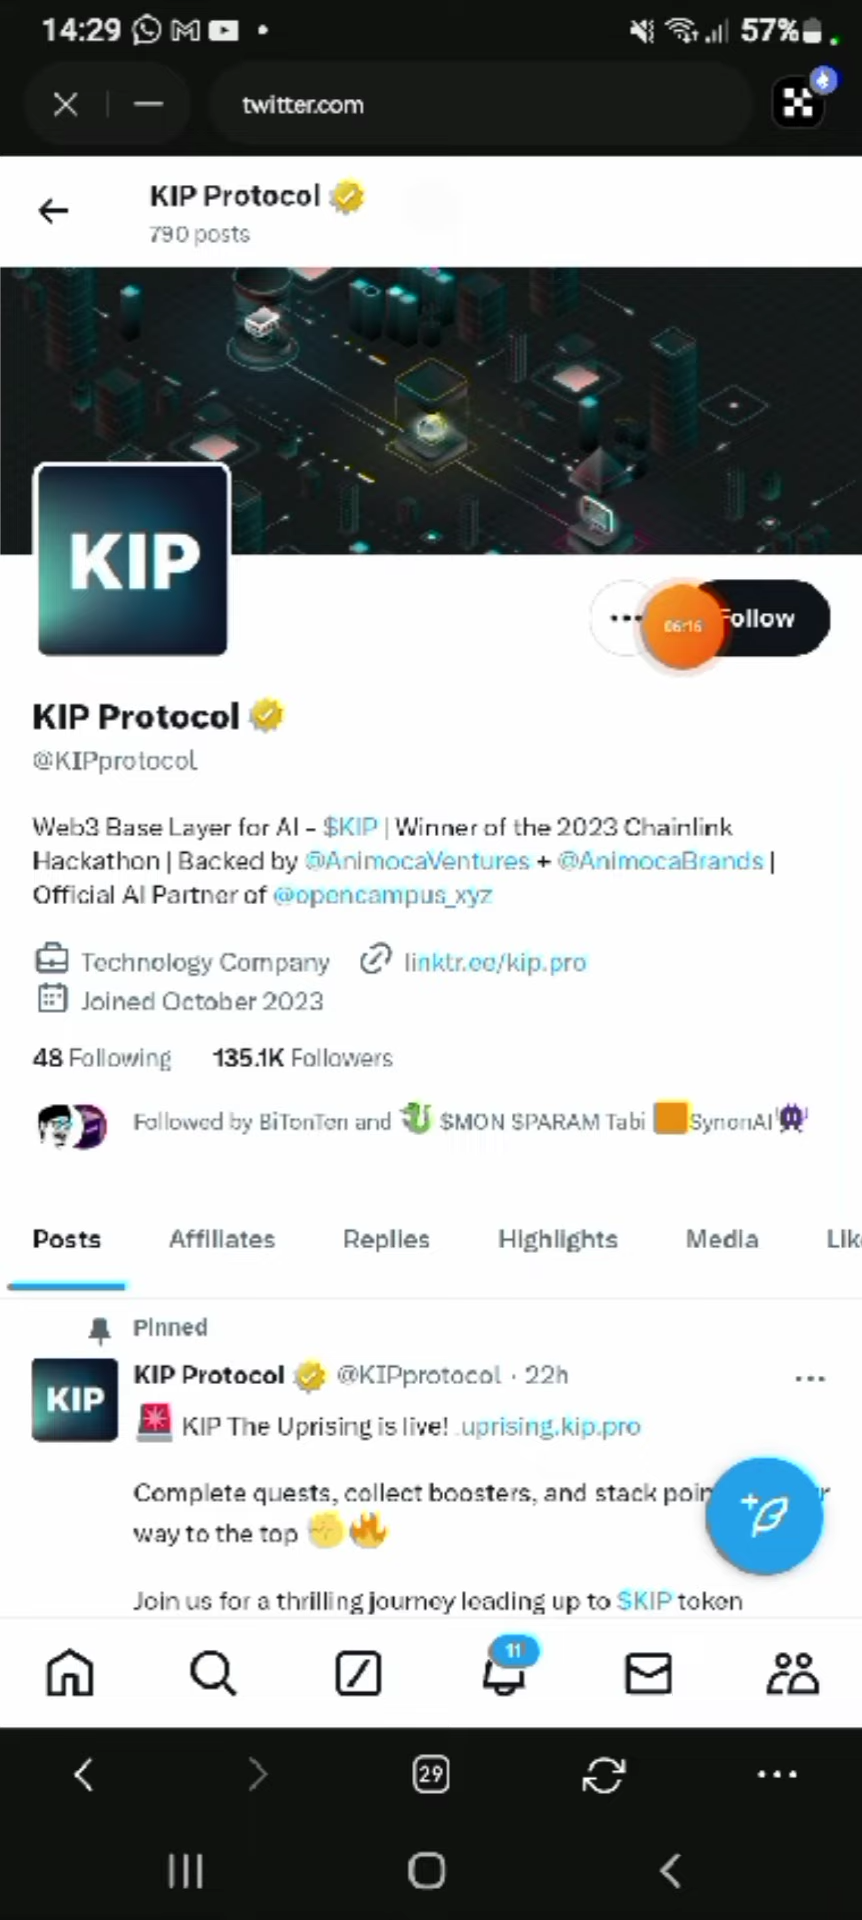 14:29
57%
twitter.com
KIP Protocol
790 posts
KIP
06:16
Follow
KIP Protocol
@KIPprotocol
Web3 Base Layer for AI – $KIP | Winner of the 2023 Chainlink
Hackathon | Backed by @AnimocaVentures + @AnimocaBrands |
Official AI Partner of @opencampus_xyz
Technology Company linktr.ee/kip.pro
Joined October 2023
48 Following 135.1K Followers
Followed by BiTonTen and $MON $PARAM Tabi SynonAI
Posts Affiliates Replies Highlights Media Lik
Pinned
KIP
KIP Protocol @KIPprotocol · 22h
KIP The Uprising is live! uprising.kip.pro
Complete quests, collect boosters, and stack poin
way to the top
Join us for a thrilling journey leading up to $KIP token
11
29